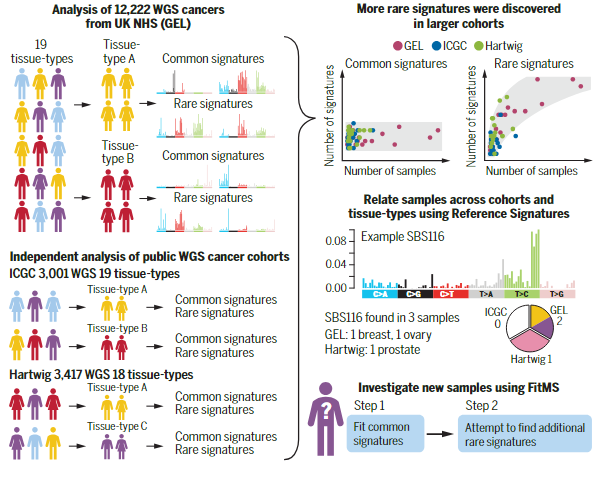 Analysis of 12,222 WGS cancers
from UK NHS (GEL)
19
tissue-types
Tissue-
type A
Common signatures
Rare signatures
Tissue-
type B
Common signatures
Rare signatures
Independent analysis of public WGS cancer cohorts
ICGC 3,001 WGS 19 tissue-types
Tissue-type A
Common signatures
Rare signatures
Tissue-type B
Common signatures
Rare signatures
Hartwig 3,417 WGS 18 tissue-types
Tissue-type A
Common signatures
Rare signatures
Tissue-type C
Common signatures
Rare signatures
More rare signatures were discovered
in larger cohorts
GEL ICGC Hartwig
Common signatures
Rare signatures
Number of signatures
Number of samples
Number of signatures
Number of samples
Relate samples across cohorts and
tissue-types using Reference Signatures
Example SBS116
0.08
0.04
0.00
C>A C>G C>T T>A T>C T>G
SBS116 found in 3 samples
GEL: 1 breast, 1 ovary
Hartwig: 1 prostate
ICGC
0
GEL
2
Hartwig 1
?
Investigate new samples using FitMS
Step 1
Fit common
signatures
Step 2
Attempt to find additional
rare signatures